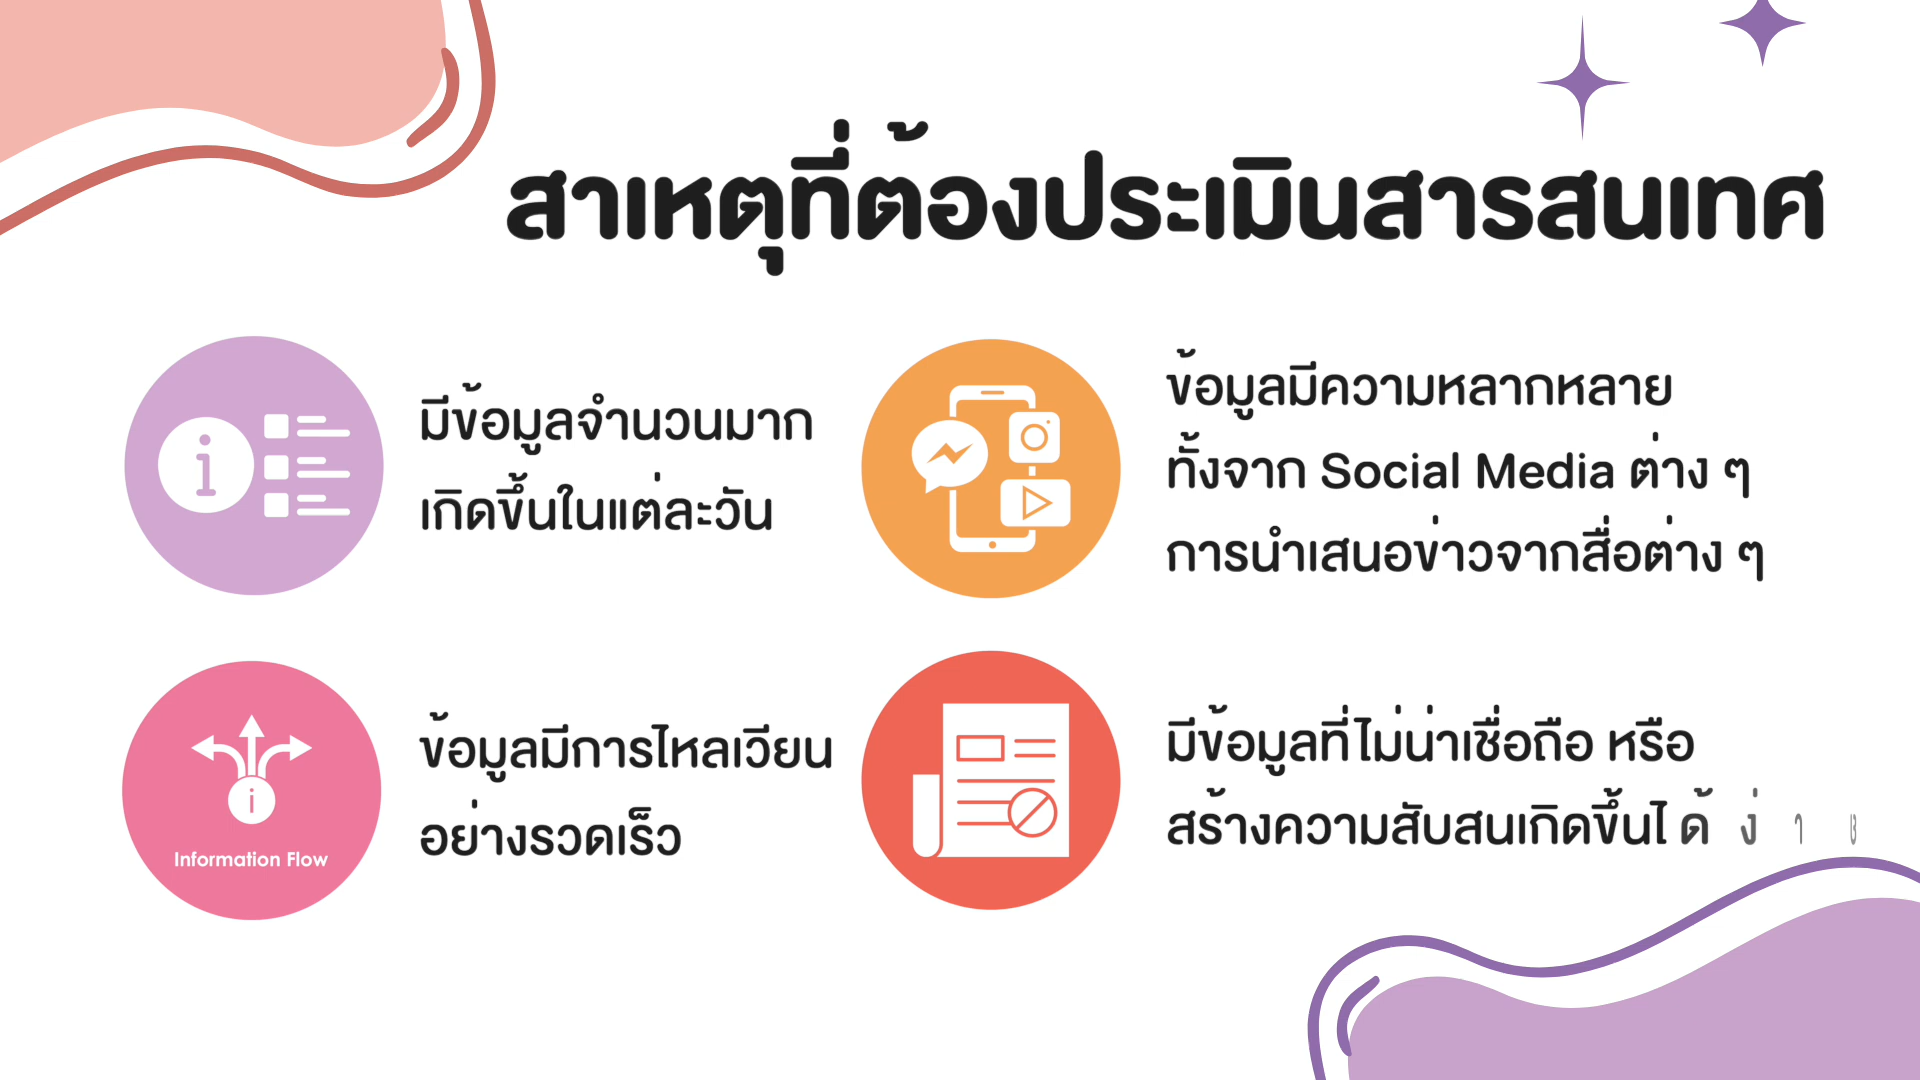 สาเหตุที่ต้องประเมินสารสนเทศ
มีข้อมูลจำนวนมาก
เกิดขึ้นในแต่ละวัน
ข้อมูลมีความหลากหลาย
ทั้งจาก Social Media ต่าง ๆ
การนำเสนอข่าวจากสื่อต่าง ๆ
Information Flow
ข้อมูลมีการไหลเวียน
อย่างรวดเร็ว
มีข้อมูลที่ไม่น่าเชื่อถือ หรือ
สร้างความสับสนเกิดขึ้นได้ง่าย